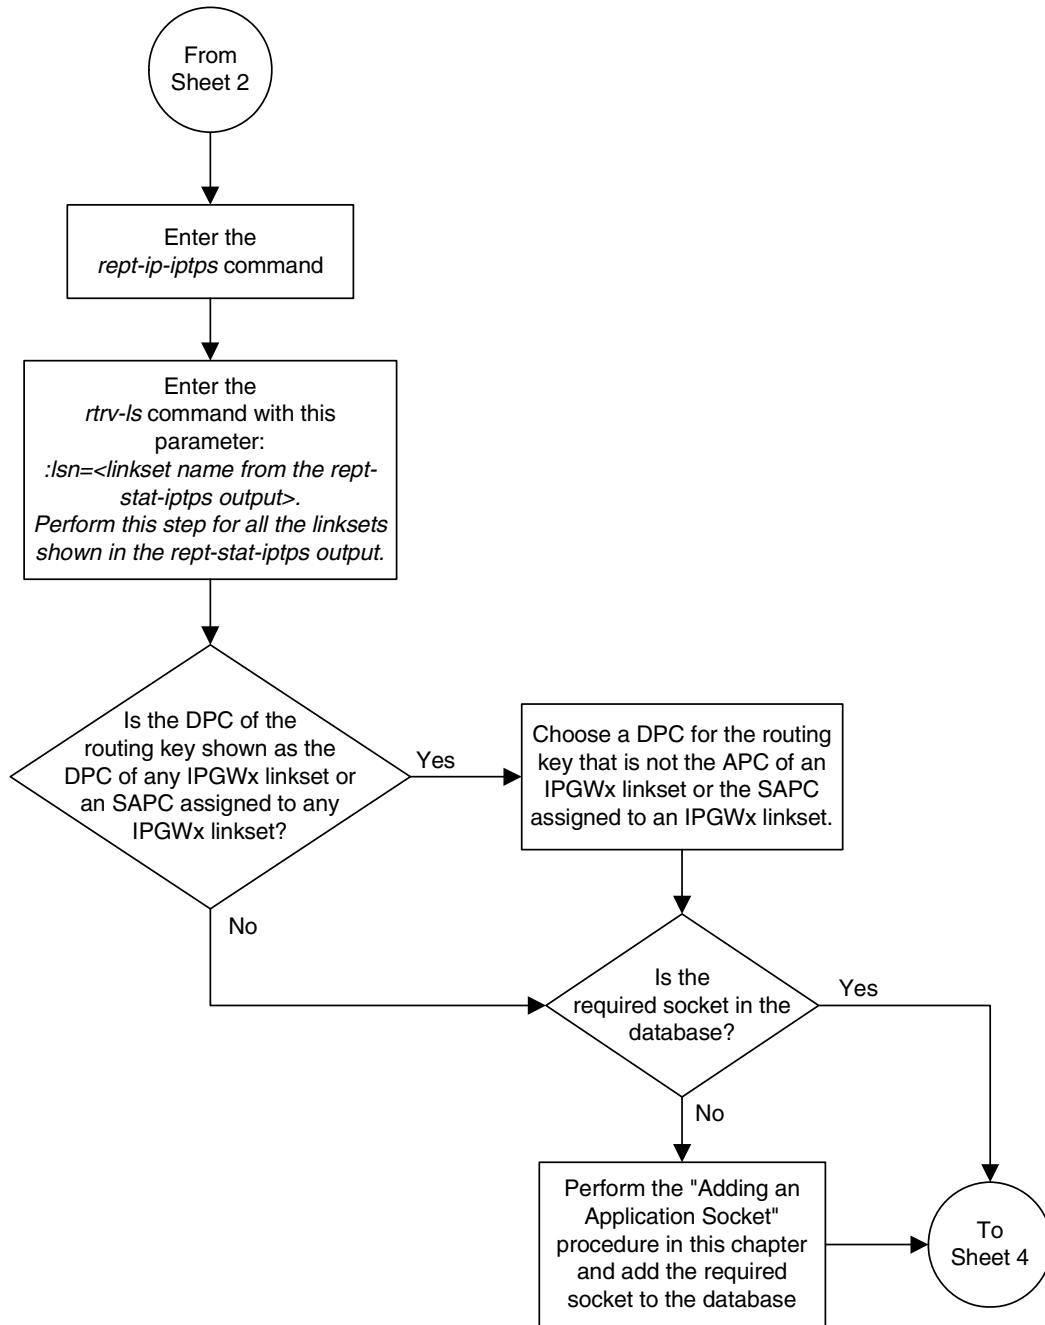 From
Sheet 2
Enter the
rept-ip-iptps command
Enter the
rtrv-ls command with this
parameter:
:lsn=<linkset name from the rept-
stat-iptps output>.
Perform this step for all the linksets
shown in the rept-stat-iptps output.
Is the DPC of the
routing key shown as the
DPC of any IPGWx linkset or
an SAPC assigned to any
IPGWx linkset?
Yes
Choose a DPC for the routing
key that is not the APC of an
IPGWx linkset or the SAPC
assigned to an IPGWx linkset.
No
Is the
required socket in the
database?
Yes
No
Perform the "Adding an
Application Socket"
procedure in this chapter
and add the required
socket to the database
To
Sheet 4